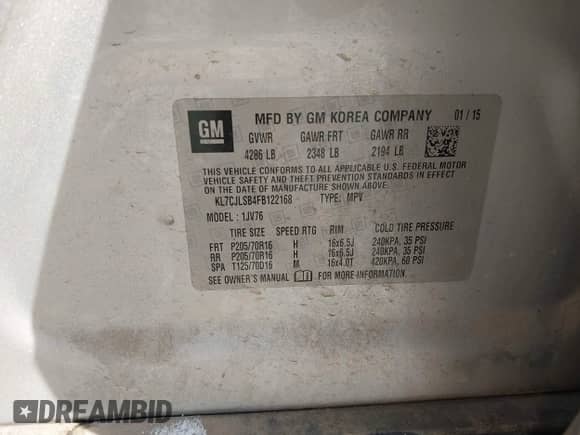 GM
MFD BY GM KOREA COMPANY 01/15
GVWR GAWR FRT GAWR RR
4286 LB 2348 LB 2194 LB
THIS VEHICLE CONFORMS TO ALL APPLICABLE U.S. FEDERAL MOTOR
VEHICLE SAFETY AND THEFT PREVENTION STANDARDS IN EFFECT ON THE
DATE OF MANUFACTURE SHOWN ABOVE.
KL7CJLSB4FB122168 TYPE: MPV
MODEL : 1JV76
TIRE SIZE SPEED RTG RIM COLD TIRE PRESSURE
FRT P205/70R16 H 16x6.5J 240KPA, 35 PSI
RR P205/70R16 H 16x6.5J 240KPA, 35 PSI
SPA T125/70D16 M 16x4.0T 420KPA, 60 PSI
SEE OWNER'S MANUAL FOR MORE INFORMATION.
DREAMBID